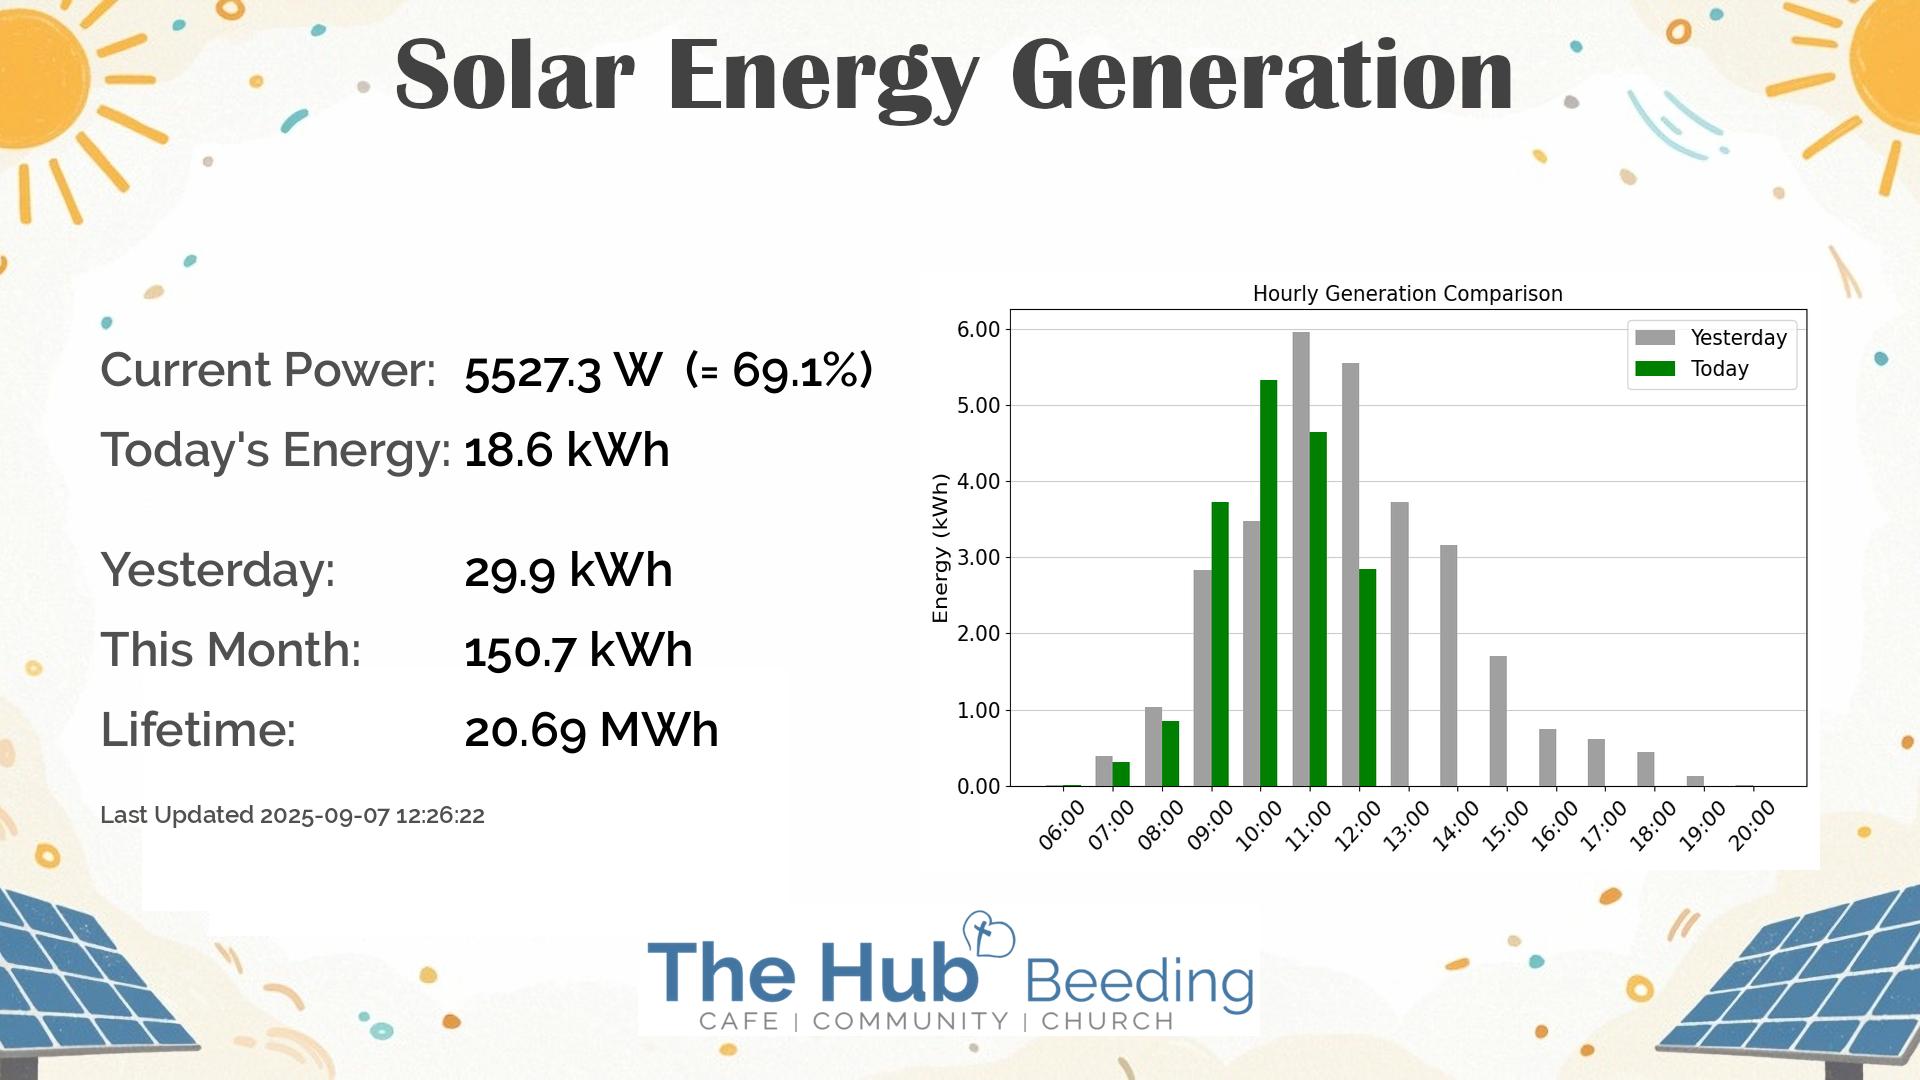 Solar Energy Generation
Current Power: 5527.3 W (= 69.1%)
Today's Energy: 18.6 kWh
Yesterday: 29.9 kWh
This Month: 150.7 kWh
Lifetime: 20.69 MWh
Last Updated 2025-09-07 12:26:22
Hourly Generation Comparison
Yesterday
Today
Energy (kWh)
6.00
5.00
4.00
3.00
2.00
1.00
0.00
06:00 07:00 08:00 09:00 10:00 11:00 12:00 13:00 14:00 15:00 16:00 17:00 18:00 19:00 20:00
The Hub Beeding
CAFE | COMMUNITY | CHURCH